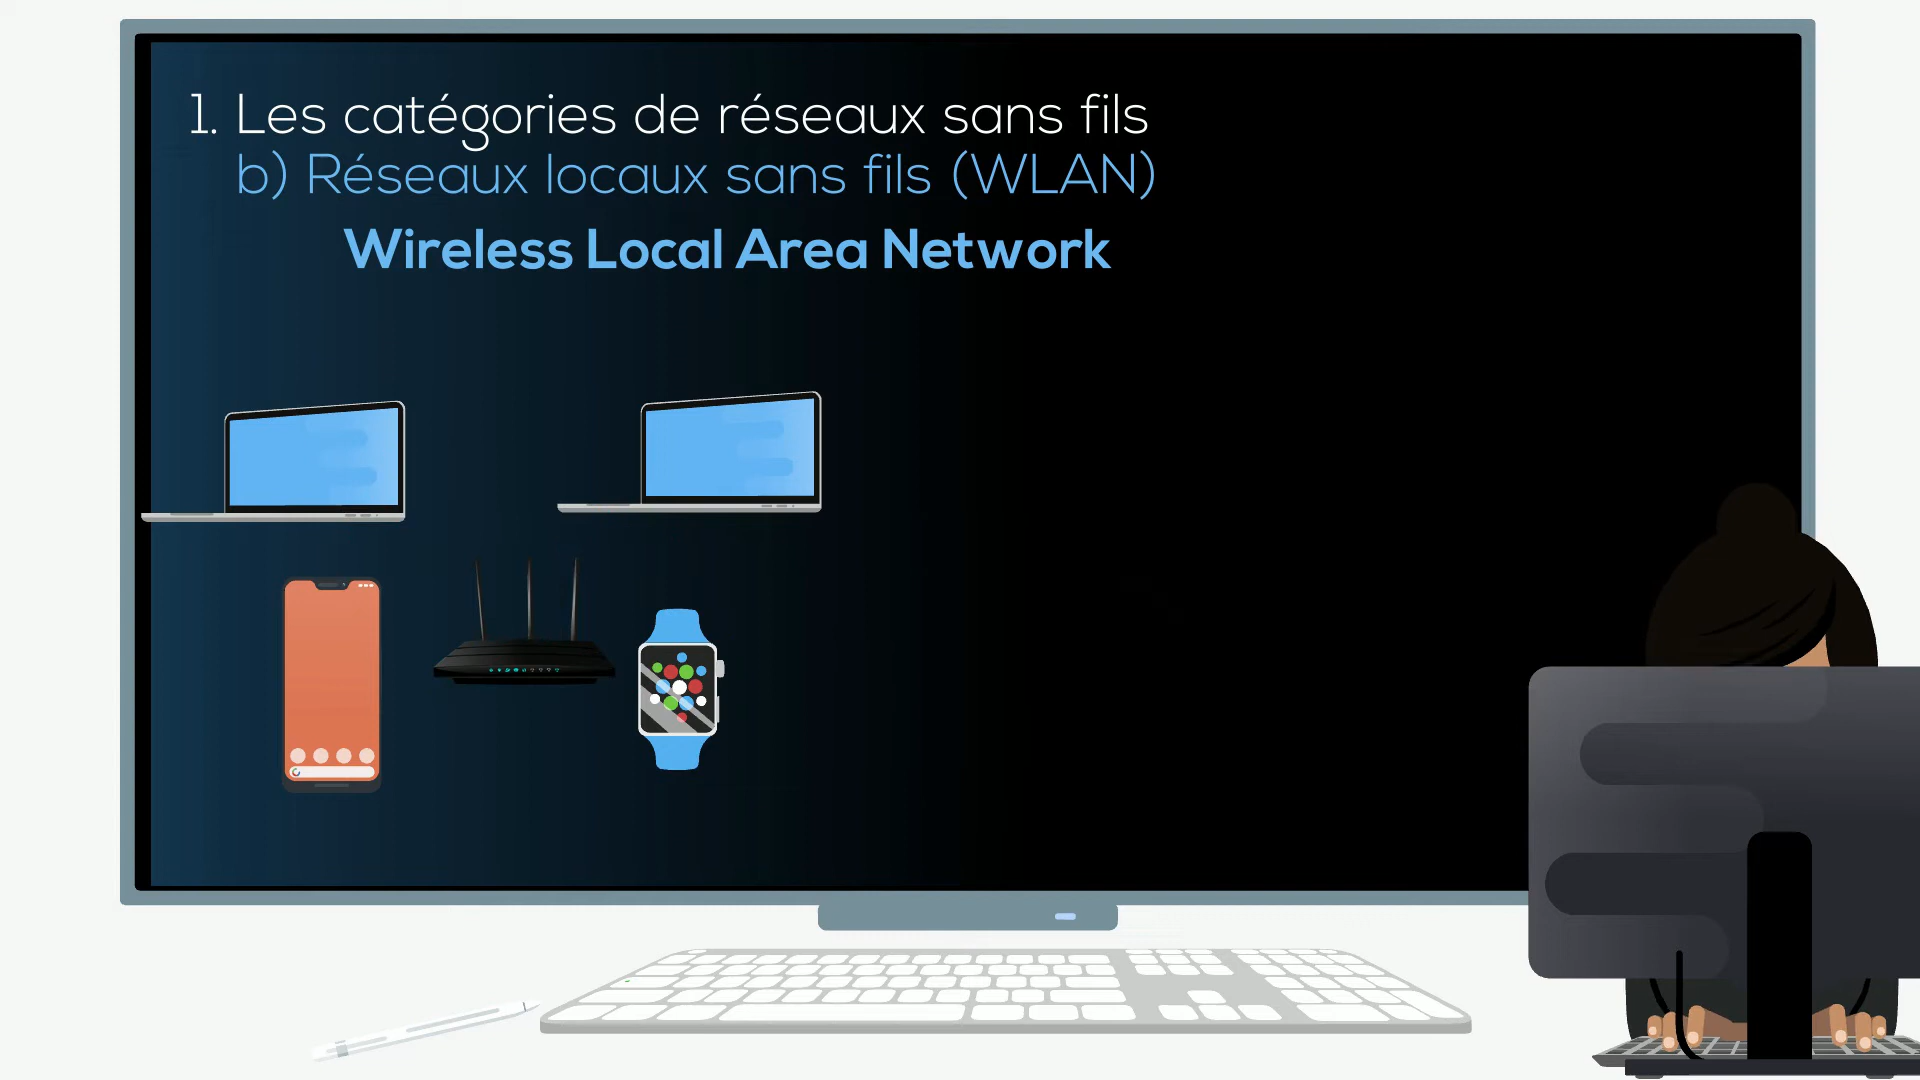 1. Les catégories de réseaux sans fils
b) Réseaux locaux sans fils (WLAN)
Wireless Local Area Network